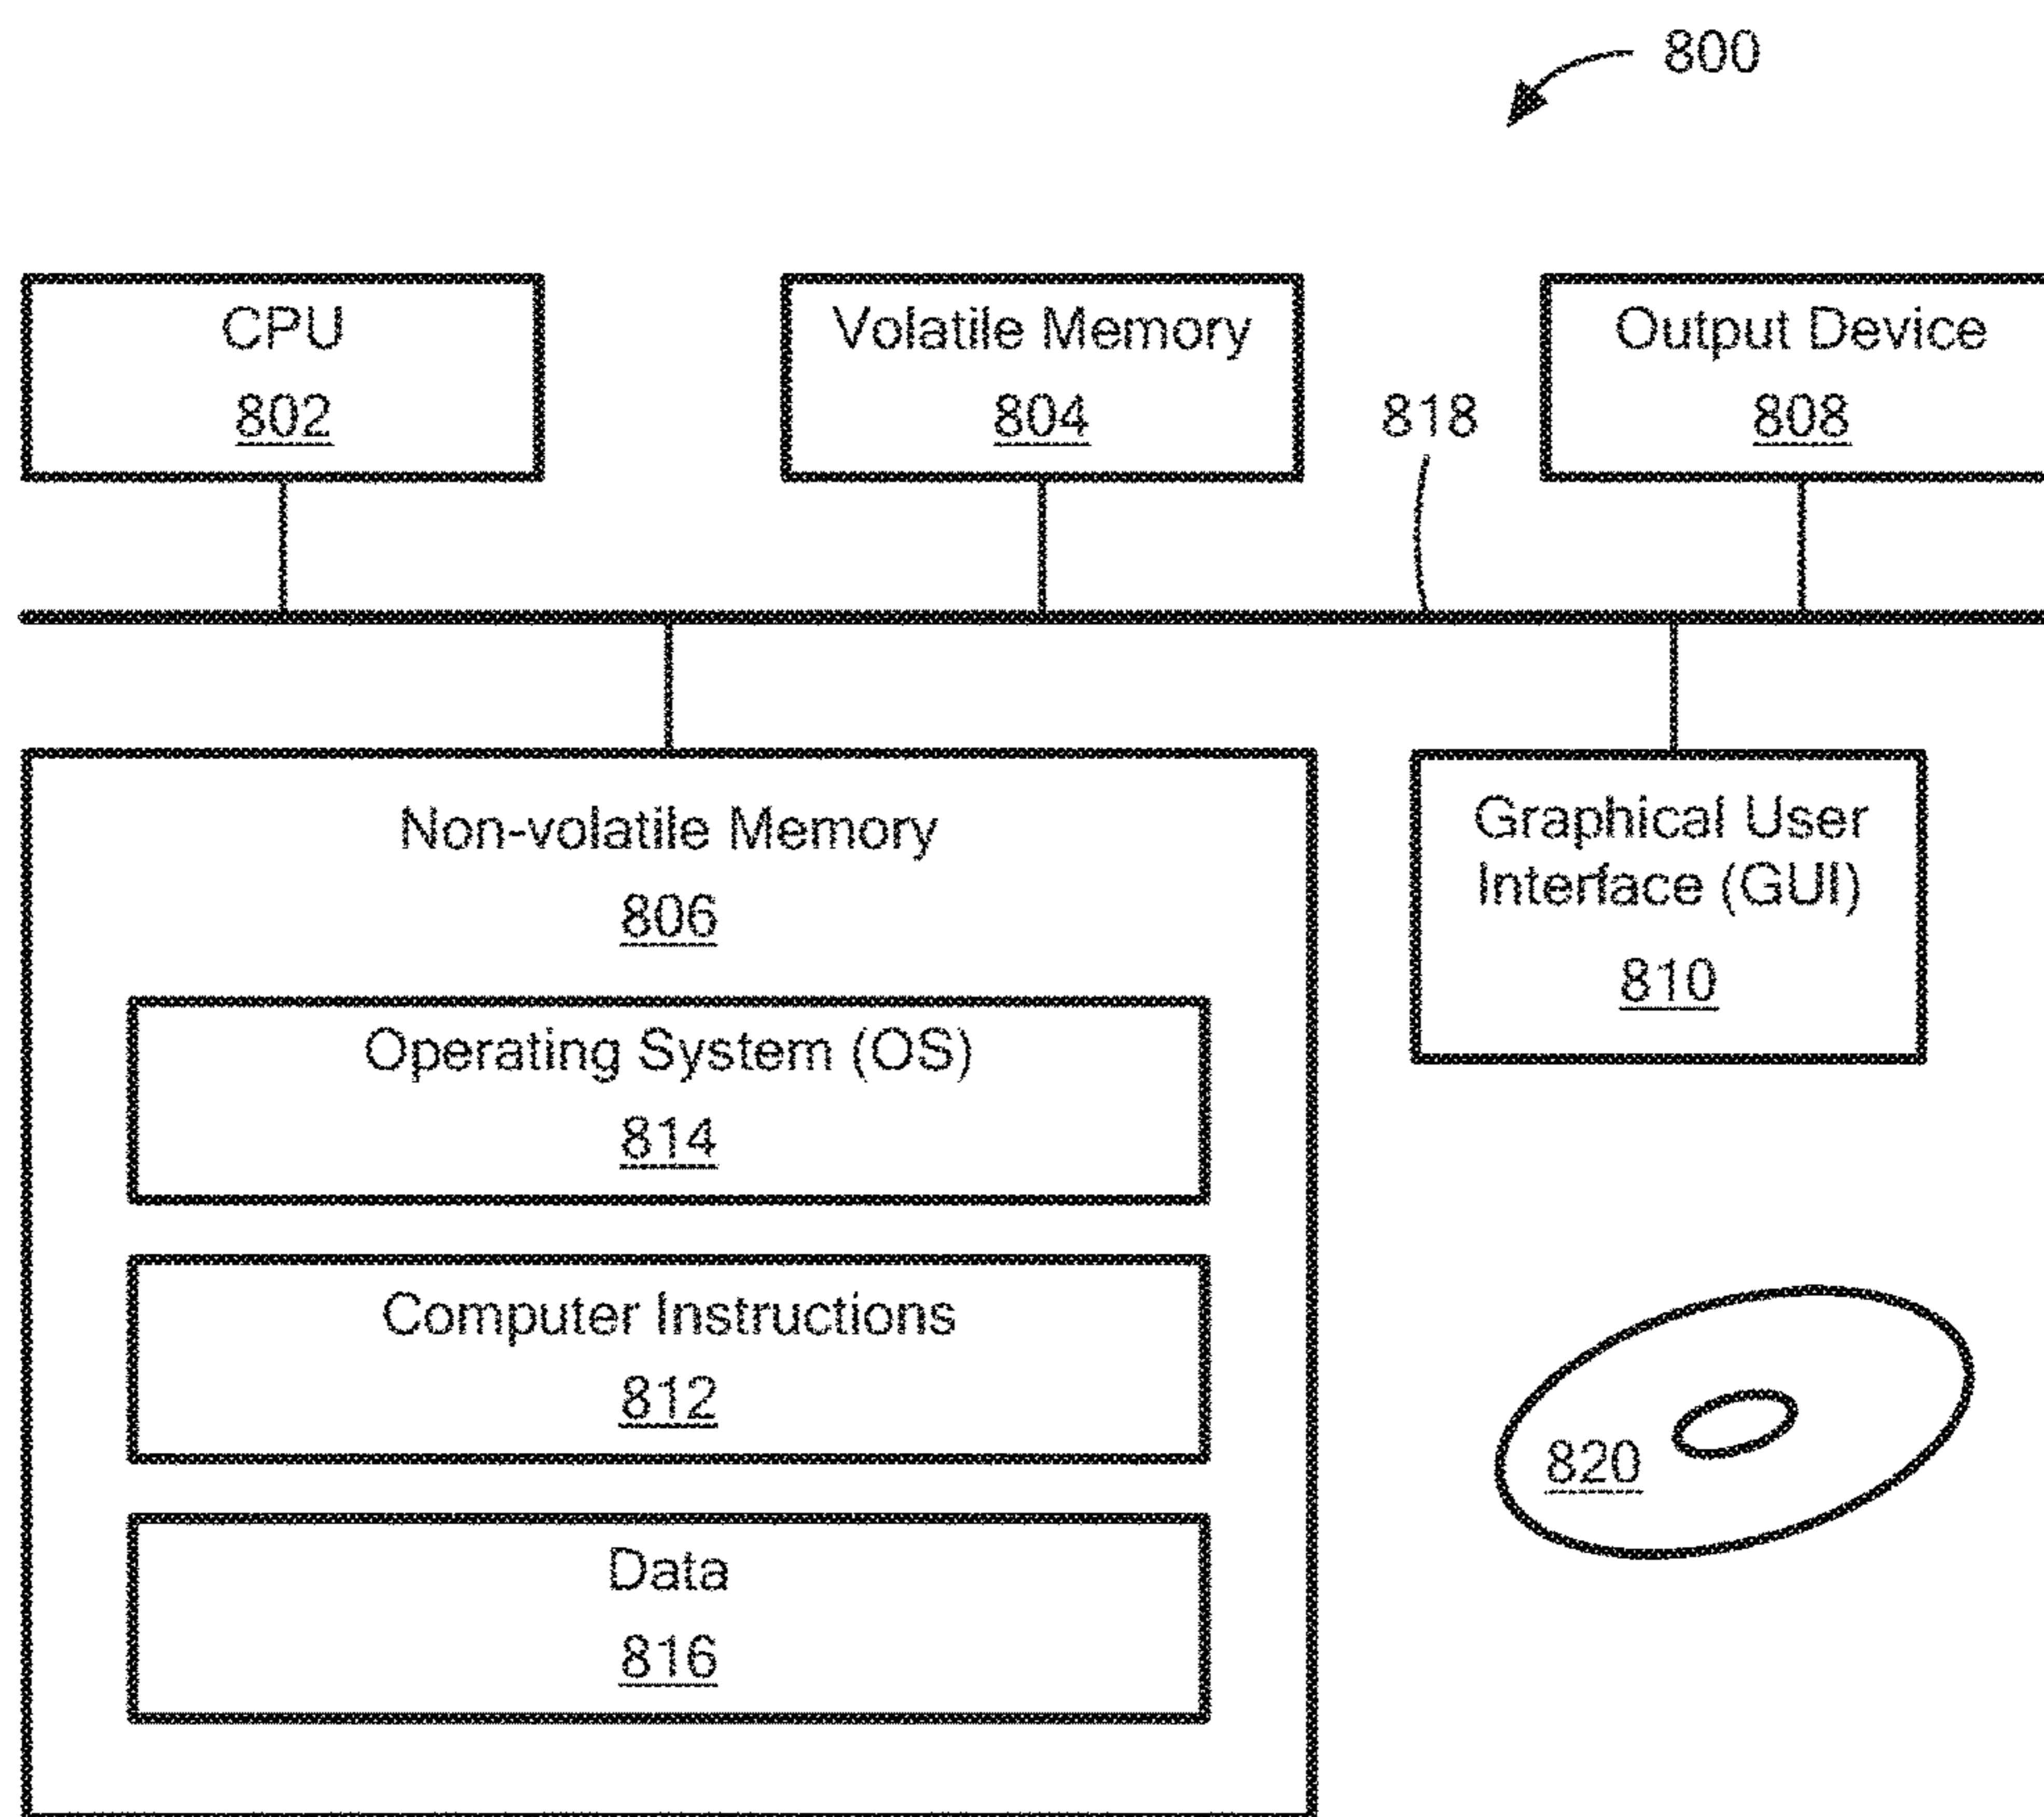 800
CPU
802
Volatile Memory
804
818
Output Device
808
Non-volatile Memory
806
Operating System (OS)
814
Computer Instructions
812
Data
816
Graphical User
Interface (GUI)
810
820